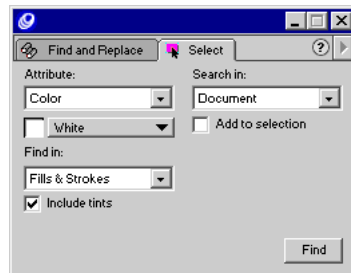 Find and Replace Select ?
Attribute: Search in:
Color Document
White Add to selection
Find in:
Fills & Strokes
Include tints
Find